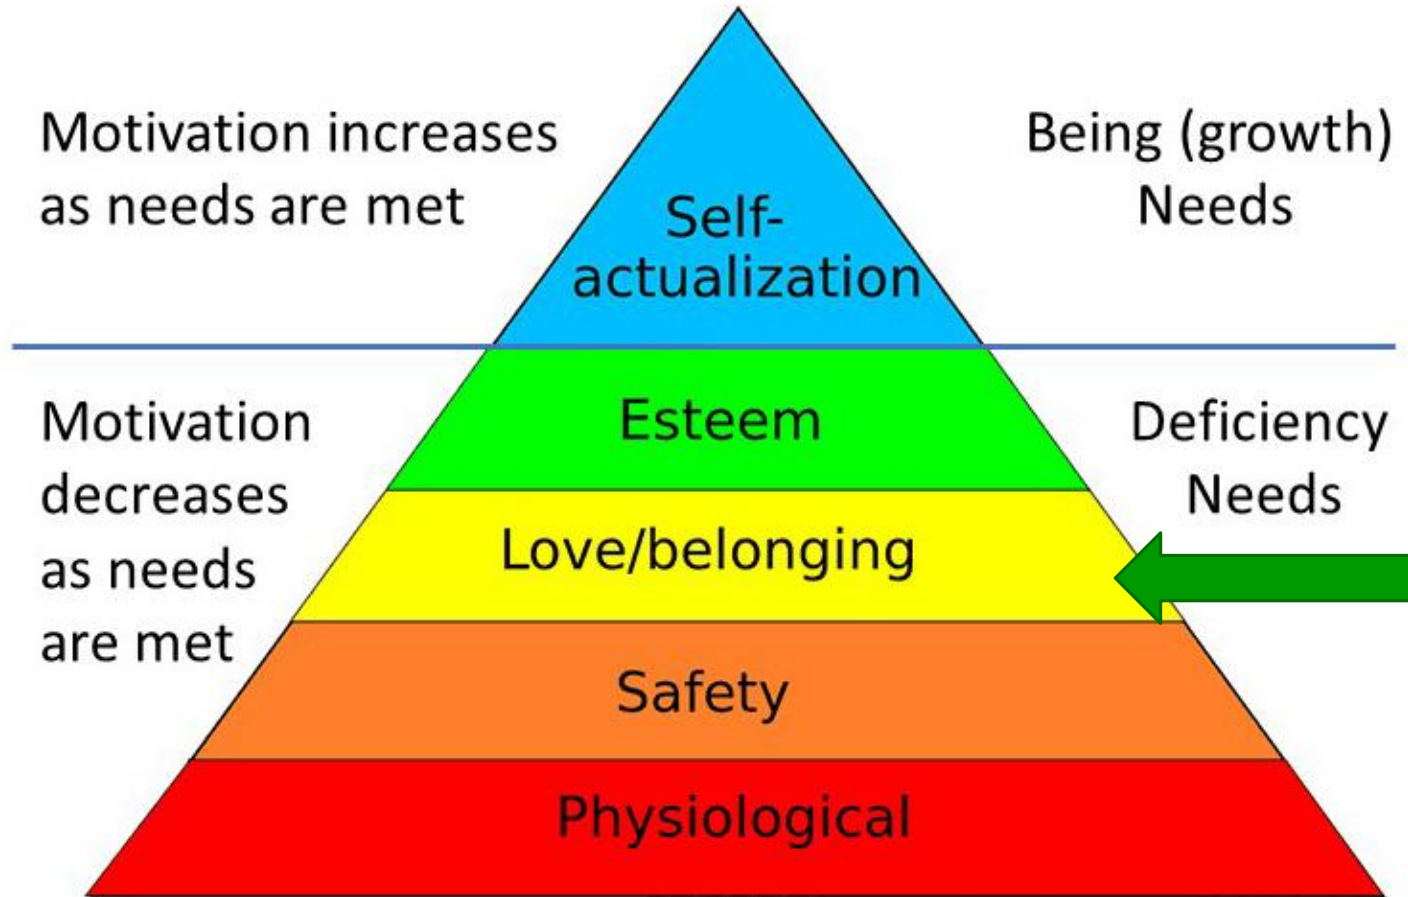 Motivation increases
as needs are met
Being (growth)
Needs
Self-
actualization
Motivation
decreases
as needs
are met
Esteem
Deficiency
Needs
Love/belonging
Safety
Physiological